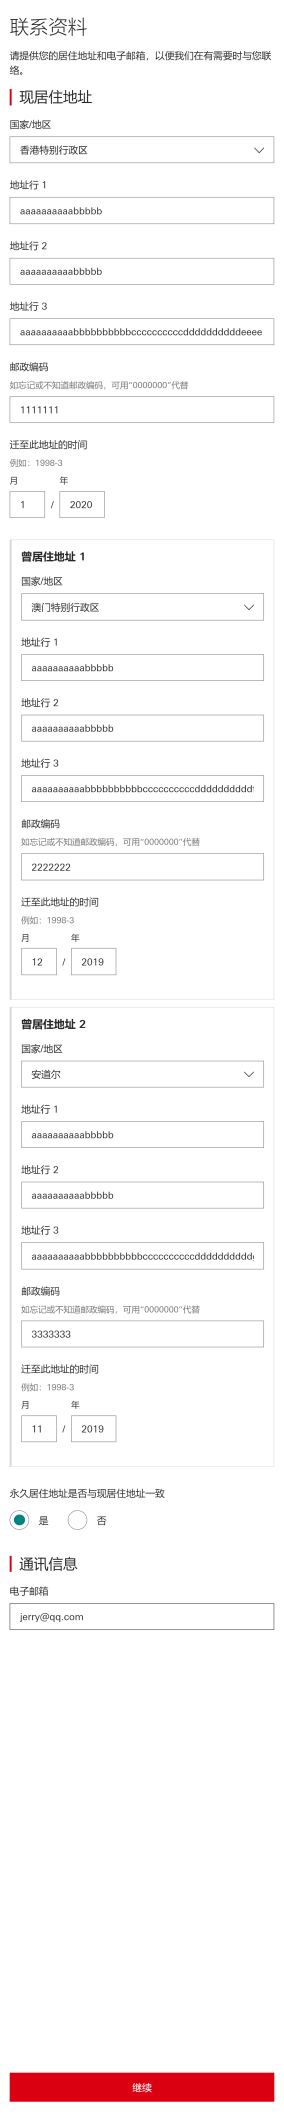 联系资料
请提供您的居住地址和电子邮箱，以便我们在有需要时与您联
络。
现居住地址
国家/地区
香港特别行政区
地址行 1
aaaaaaaaaabbbbb
地址行 2
aaaaaaaaaabbbbb
地址行 3
aaaaaaaaaabbbbbbbbbbccccccccccddddddddddeeee
邮政编码
如忘记或不知道邮政编码，可用"0000000"代替
1111111
迁至此地址的时间
例如：1998-3
月 年
1 / 2020
曾居住地址 1
国家/地区
澳门特别行政区
地址行 1
aaaaaaaaaabbbbb
地址行 2
aaaaaaaaaabbbbb
地址行 3
aaaaaaaaaabbbbbbbbbbccccccccccddddddddddf
邮政编码
如忘记或不知道邮政编码，可用"0000000"代替
2222222
迁至此地址的时间
例如：1998-3
月 年
12 / 2019
曾居住地址 2
国家/地区
安道尔
地址行 1
aaaaaaaaaabbbbb
地址行 2
aaaaaaaaaabbbbb
地址行 3
aaaaaaaaaabbbbbbbbbbccccccccccddddddddddg
邮政编码
如忘记或不知道邮政编码，可用"0000000"代替
3333333
迁至此地址的时间
例如：1998-3
月 年
11 / 2019
永久居住地址是否与现居住地址一致
是 否
通讯信息
电子邮箱
jerry@qq.com
继续